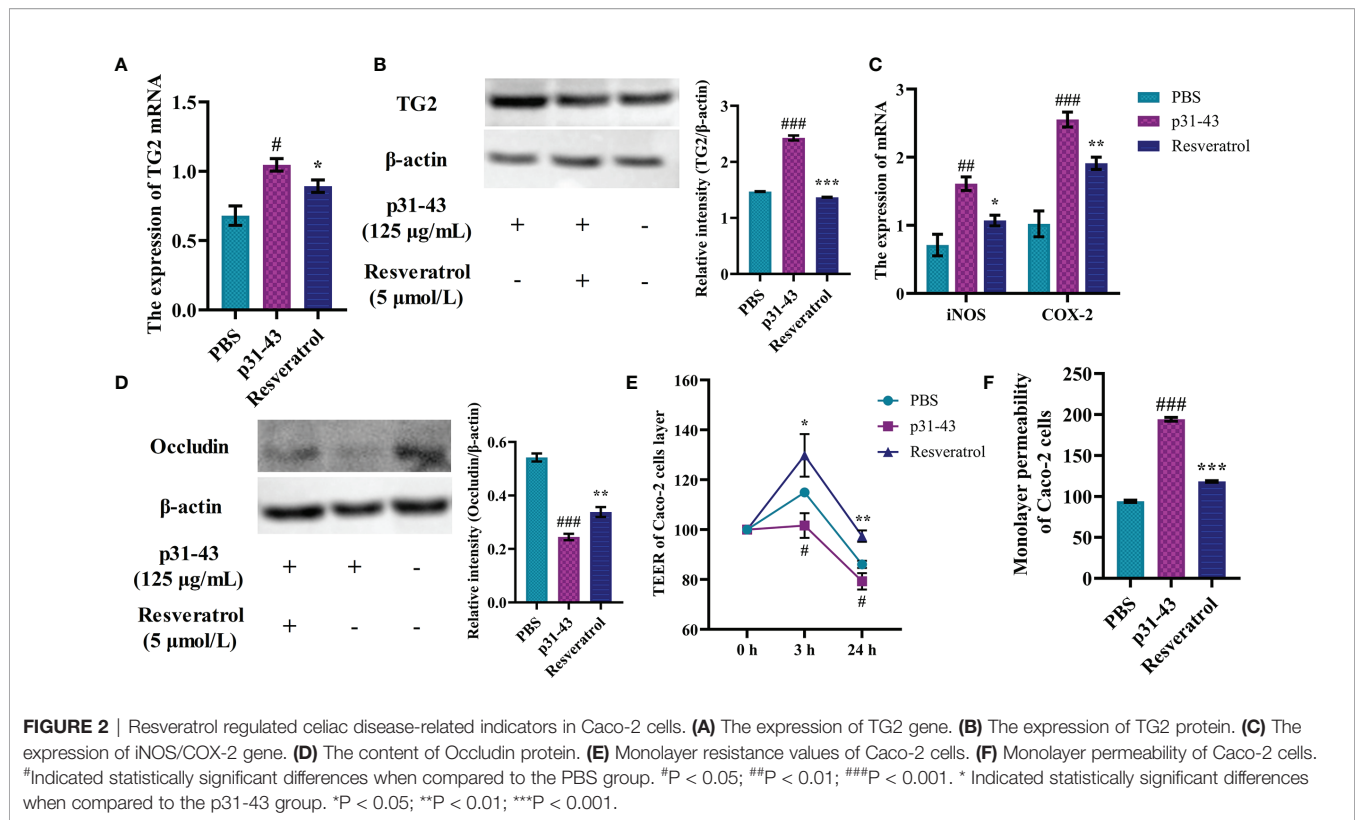 A
The expression of TG2 mRNA
1.5
1.0
0.5
0.0
#
*
PBS
p31-43
Resveratrol
B
TG2
β-actin
p31-43
(125 μg/mL)
+ + -
Resveratrol
(5 μmol/L)
- + -
Relative intensity (TG2/β-actin)
3
2
1
0
###
***
PBS
p31-43
Resveratrol
C
The expression of mRNA
3
2
1
0
##
*
###
**
iNOS COX-2
PBS
p31-43
Resveratrol
D
Occludin
β-actin
p31-43
(125 μg/mL)
+ + -
Resveratrol
(5 μmol/L)
+ - -
Relative intensity (Occludin/β-actin)
0.6
0.4
0.2
0.0
###
**
PBS
p31-43
Resveratrol
E
TEER of Caco-2 cells layer
160
140
120
100
80
60
*
#
**
#
0 h 3 h 24 h
PBS
p31-43
Resveratrol
F
Monolayer permeability
of Caco-2 cells
250
200
150
100
50
0
###
***
PBS
p31-43
Resveratrol
FIGURE 2 | Resveratrol regulated celiac disease-related indicators in Caco-2 cells. (A) The expression of TG2 gene. (B) The expression of TG2 protein. (C) The
expression of iNOS/COX-2 gene. (D) The content of Occludin protein. (E) Monolayer resistance values of Caco-2 cells. (F) Monolayer permeability of Caco-2 cells.
#Indicated statistically significant differences when compared to the PBS group. #P < 0.05; ##P < 0.01; ###P < 0.001. * Indicated statistically significant differences
when compared to the p31-43 group. *P < 0.05; **P < 0.01; ***P < 0.001.